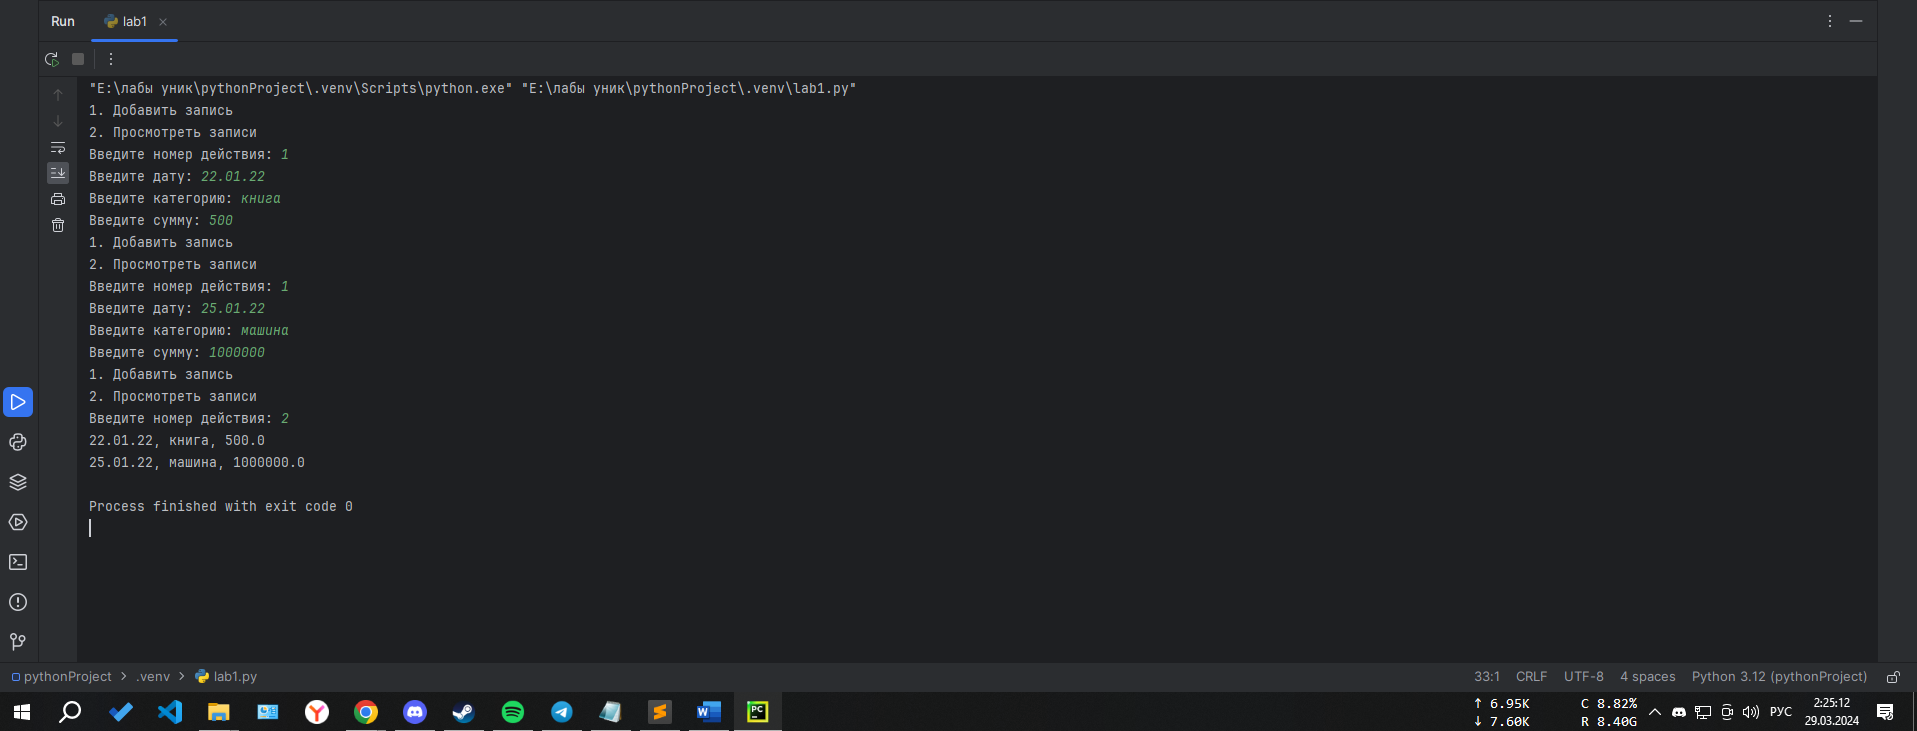 Run lab1
"E:\лабы уник\pythonProject\.venv\Scripts\python.exe" "E:\лабы уник\pythonProject\.venv\lab1.py"
1. Добавить запись
2. Просмотреть записи
Введите номер действия: 1
Введите дату: 22.01.22
Введите категорию: книга
Введите сумму: 500
1. Добавить запись
2. Просмотреть записи
Введите номер действия: 1
Введите дату: 25.01.22
Введите категорию: машина
Введите сумму: 1000000
1. Добавить запись
2. Просмотреть записи
Введите номер действия: 2
22.01.22, книга, 500.0
25.01.22, машина, 1000000.0
Process finished with exit code 0
pythonProject > .venv > lab1.py 33:1 CRLF UTF-8 4 spaces Python 3.12 (pythonProject)
↑ 6.95K C 8.82%
↓ 7.60K R 8.40G
РУС
2:25:12
29.03.2024